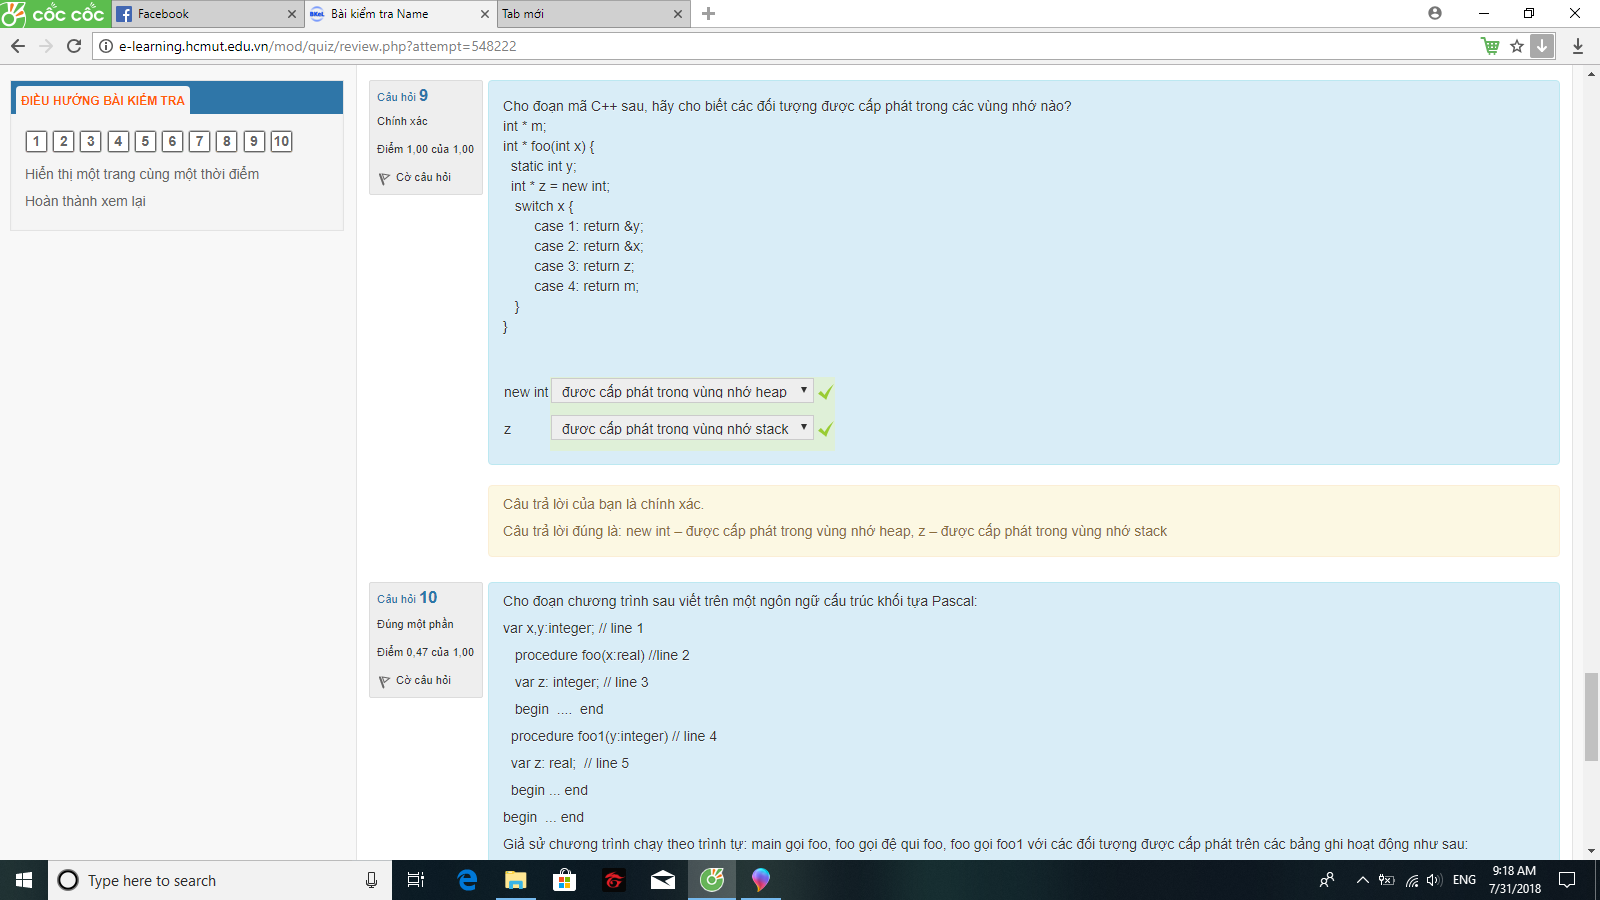 cốc cốc
Facebook
Bài kiểm tra Name
Tab mới
e-learning.hcmut.edu.vn/mod/quiz/review.php?attempt=548222
ĐIỀU HƯỚNG BÀI KIỂM TRA
1 2 3 4 5 6 7 8 9 10
Hiển thị một trang cùng một thời điểm
Hoàn thành xem lại
Câu hỏi 9
Chính xác
Điểm 1,00 của 1,00
Cờ câu hỏi
Cho đoạn mã C++ sau, hãy cho biết các đối tượng được cấp phát trong các vùng nhớ nào?
int * m;
int * foo(int x) {
static int y;
int * z = new int;
switch x {
case 1: return &y;
case 2: return &x;
case 3: return z;
case 4: return m;
}
}
new int được cấp phát trong vùng nhớ heap
z được cấp phát trong vùng nhớ stack
Câu trả lời của bạn là chính xác.
Câu trả lời đúng là: new int – được cấp phát trong vùng nhớ heap, z – được cấp phát trong vùng nhớ stack
Câu hỏi 10
Đúng một phần
Điểm 0,47 của 1,00
Cờ câu hỏi
Cho đoạn chương trình sau viết trên một ngôn ngữ cấu trúc khối tựa Pascal:
var x,y:integer; // line 1
procedure foo(x:real) //line 2
var z: integer; // line 3
begin .... end
procedure foo1(y:integer) // line 4
var z: real; // line 5
begin ... end
begin ... end
Giả sử chương trình chạy theo trình tự: main gọi foo, foo gọi đệ qui foo, foo gọi foo1 với các đối tượng được cấp phát trên các bảng ghi hoạt động như sau:
Type here to search
ENG
9:18 AM
7/31/2018